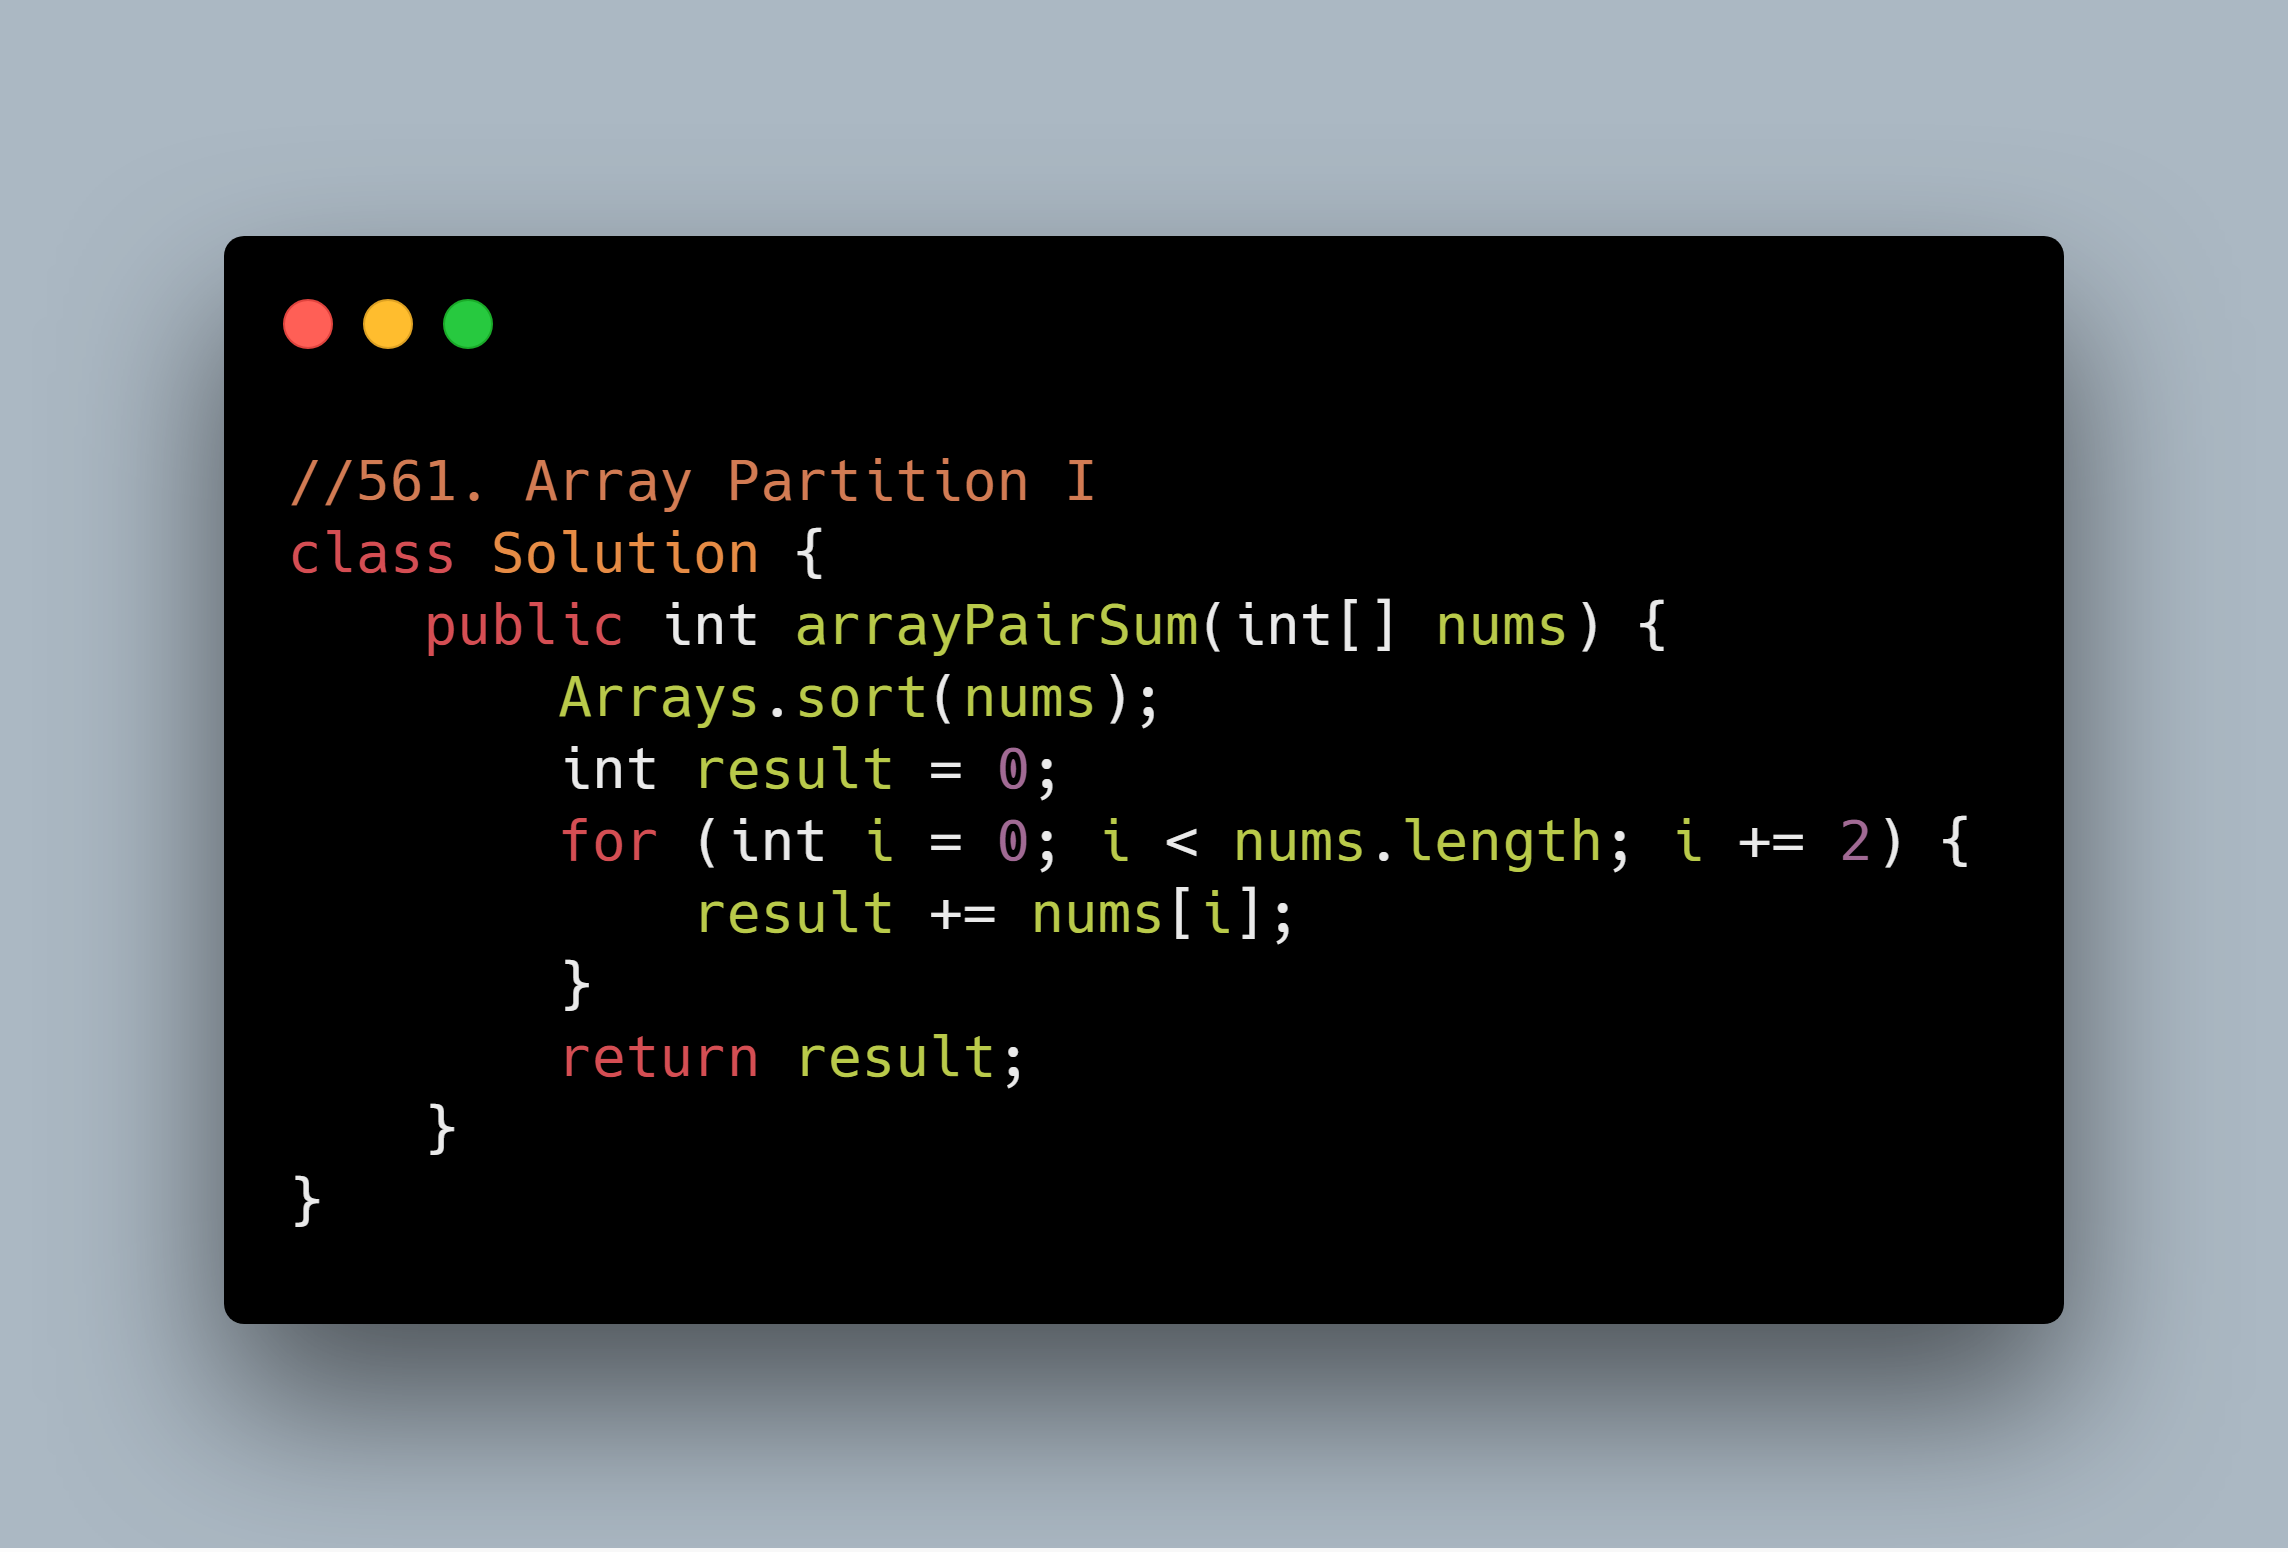 //561. Array Partition I
class Solution {
    public int arrayPairSum(int[] nums) {
        Arrays.sort(nums);
        int result = 0;
        for (int i = 0; i < nums.length; i += 2) {
            result += nums[i];
        }
        return result;
    }
}